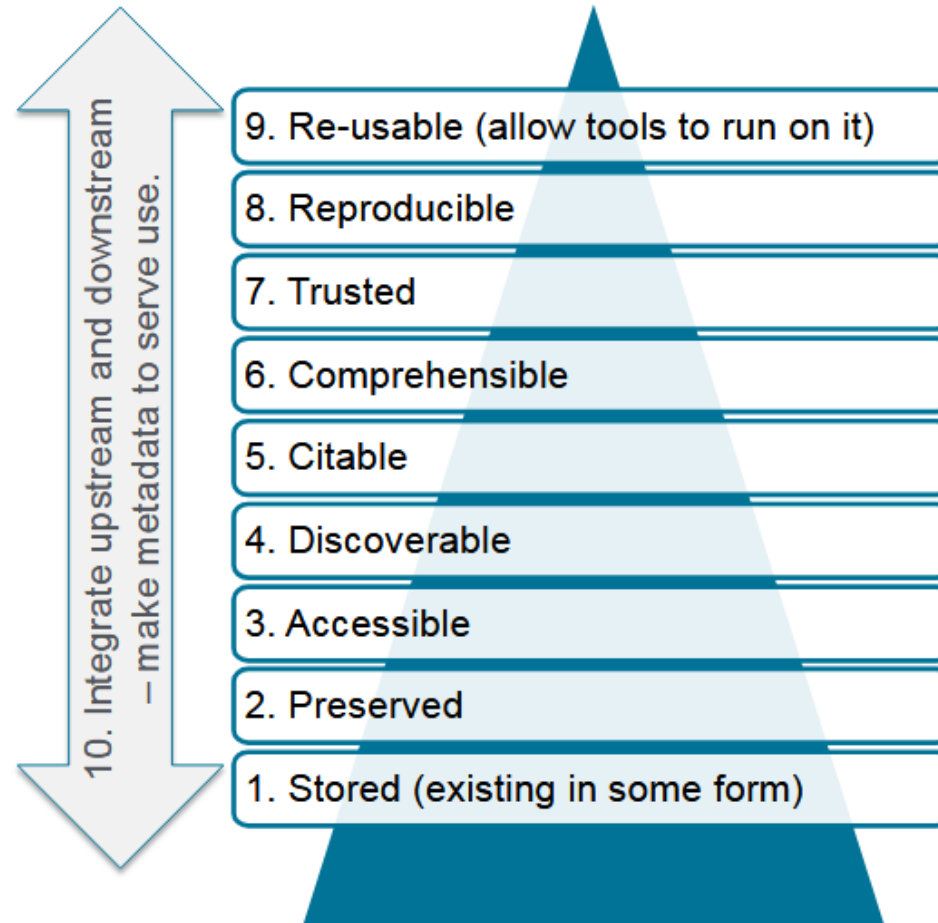 10. Integrate upstream and downstream
– make metadata to serve use.
9. Re-usable (allow tools to run on it)
8. Reproducible
7. Trusted
6. Comprehensible
5. Citable
4. Discoverable
3. Accessible
2. Preserved
1. Stored (existing in some form)